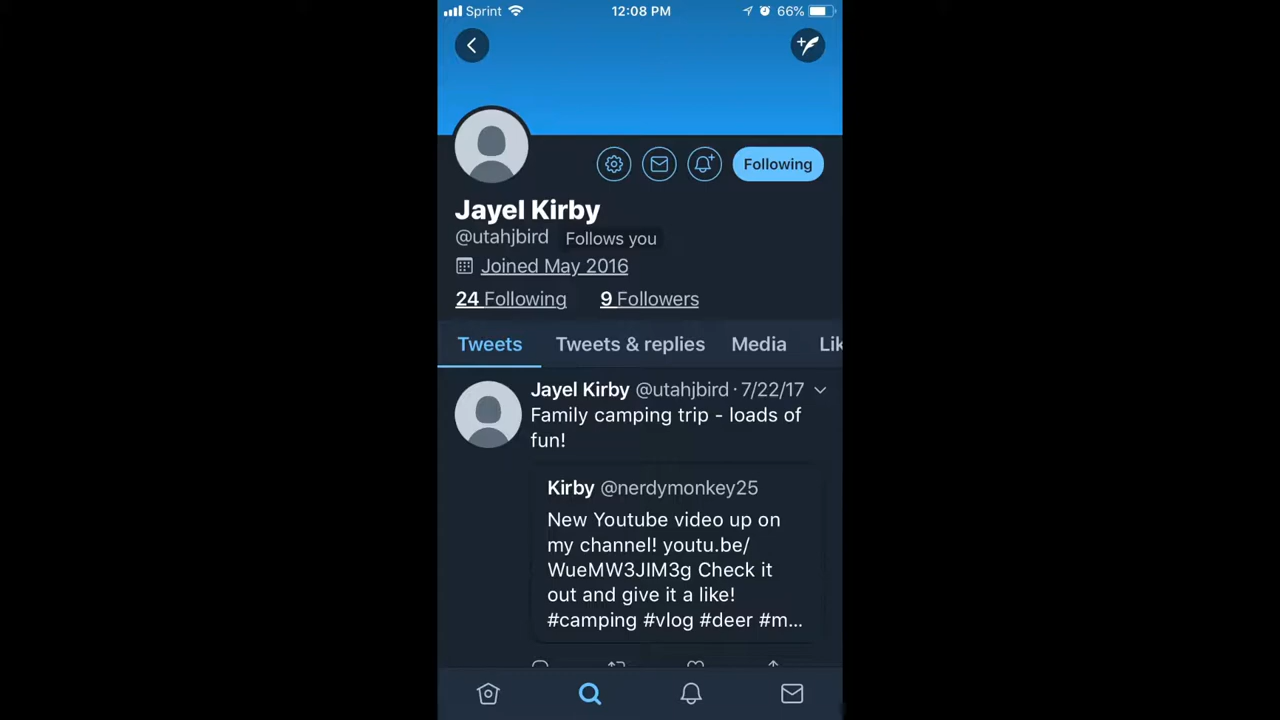 Sprint 12:08 PM 66%
Following
Jayel Kirby
@utahjbird Follows you
Joined May 2016
24 Following 9 Followers
Tweets Tweets & replies Media Lik
Jayel Kirby @utahjbird · 7/22/17
Family camping trip - loads of
fun!
Kirby @nerdymonkey25
New Youtube video up on
my channel! youtu.be/
WueMW3JIM3g Check it
out and give it a like!
#camping #vlog #deer #m...